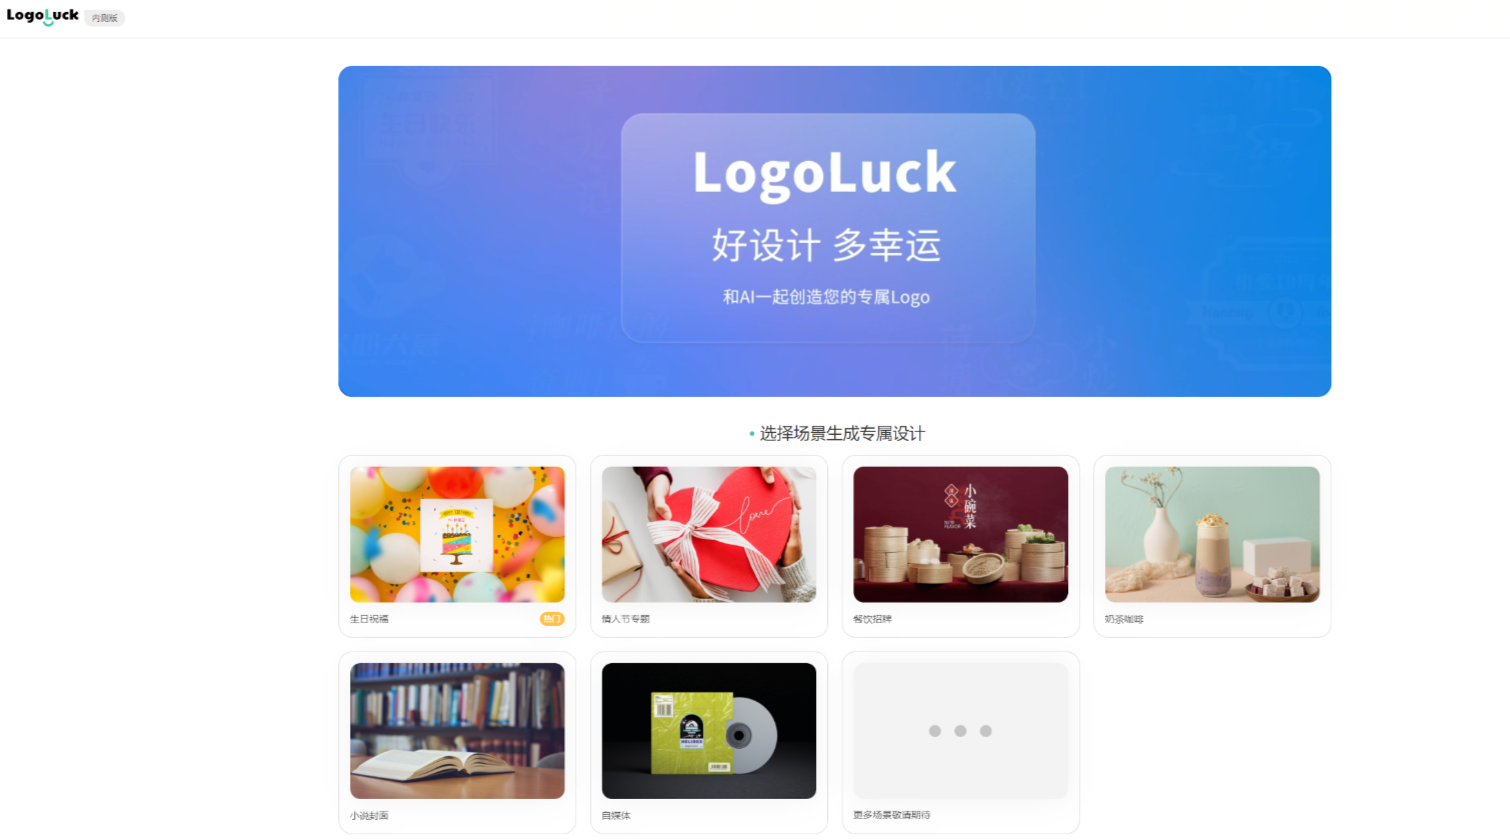 LogoLuck 内测版
LogoLuck
好设计 多幸运
和AI一起创造您的专属Logo
选择场景生成专属设计
love
小碗菜
生日祝福 热门
情人节专题
餐饮招牌
奶茶咖啡
小说封面
自媒体
更多场景敬请期待